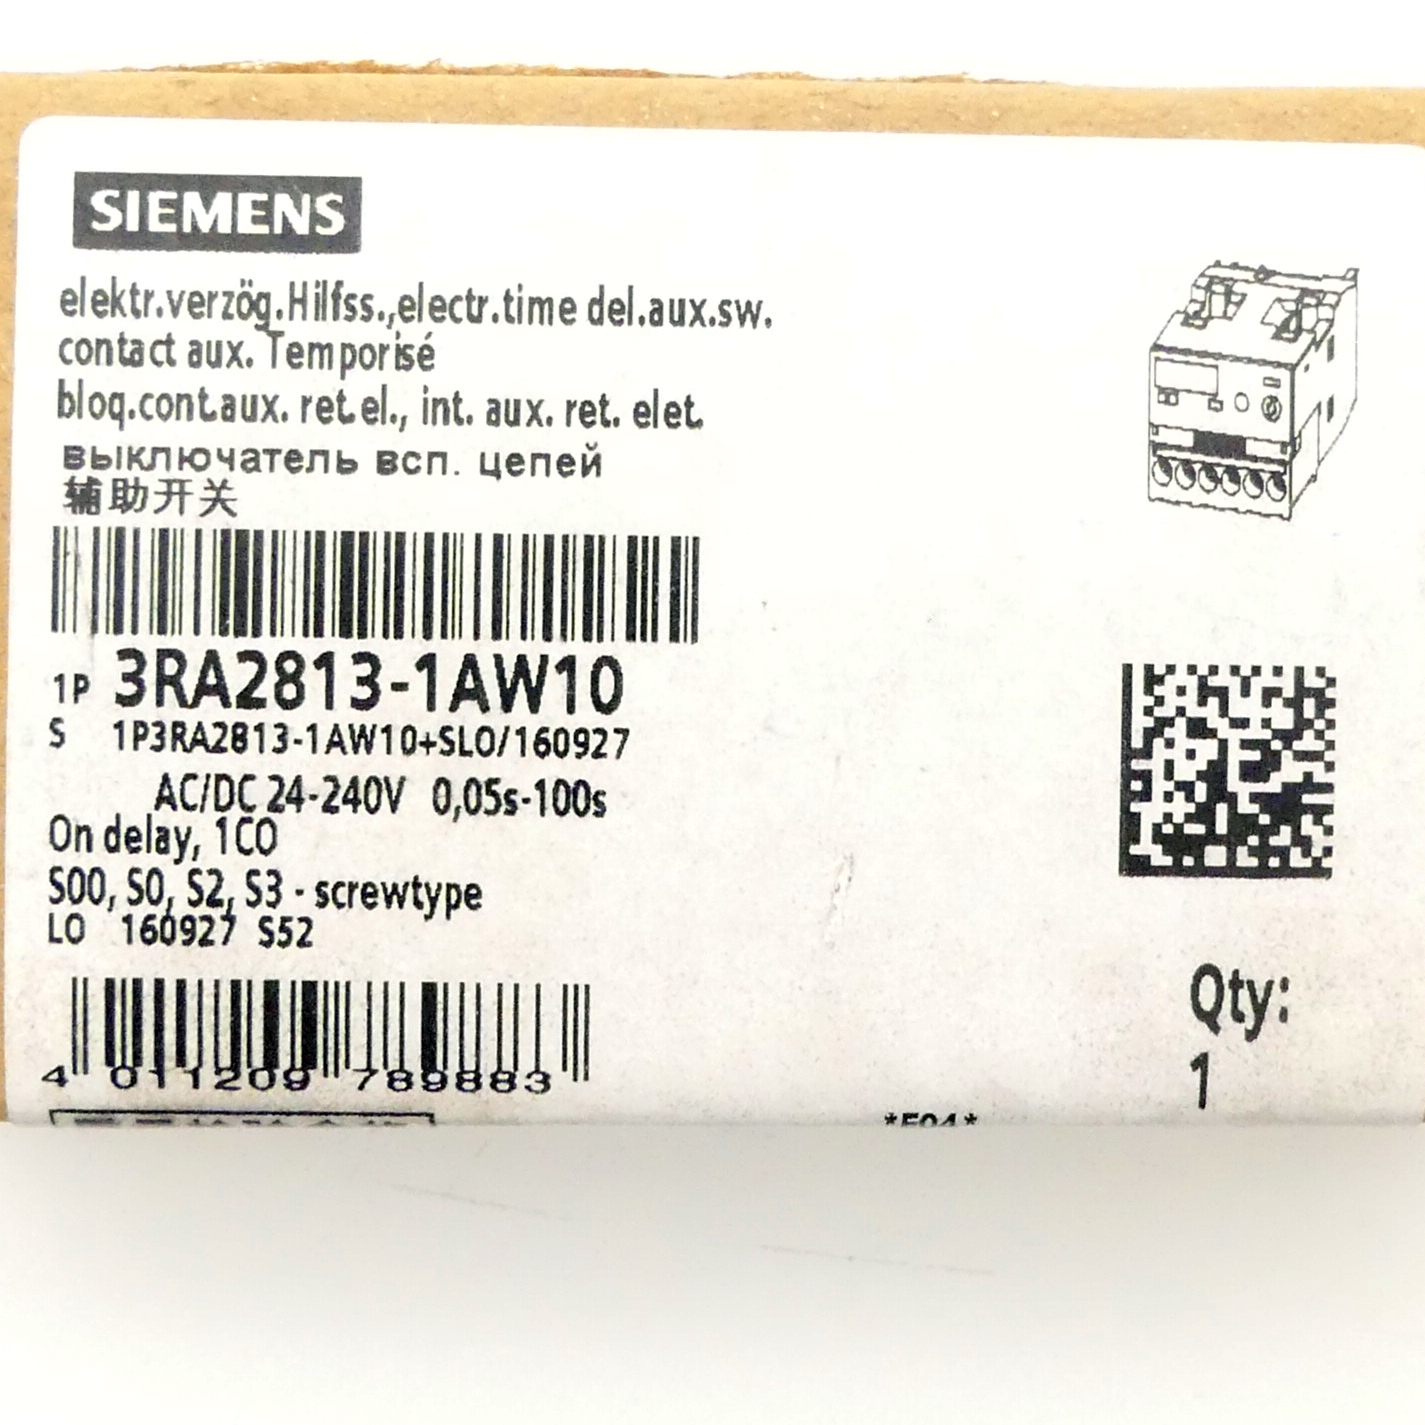 SIEMENS
elektr.verzög.Hilfss.,electr.time del.aux.sw.
contact aux. Temporisé
bloq.cont.aux. ret.el., int. aux. ret. elet.
выключатель всп. цепей
辅助开关
1P 3RA2813-1AW10
S 1P3RA2813-1AW10+SLO/160927
AC/DC 24-240V 0,05s-100s
On delay, 1CO
S00, S0, S2, S3 - screwtype
LO 160927 S52
4 011209 789883
Qty:
1